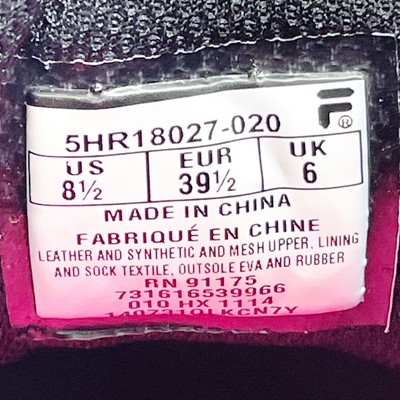 5HR18027-020
US EUR UK
8½ 39½ 6
MADE IN CHINA
FABRIQUÉ EN CHINE
LEATHER AND SYNTHETIC AND MESH UPPER, LINING
AND SOCK TEXTILE, OUTSOLE EVA AND RUBBER
RN 91175
731616539966
010 HX 1114